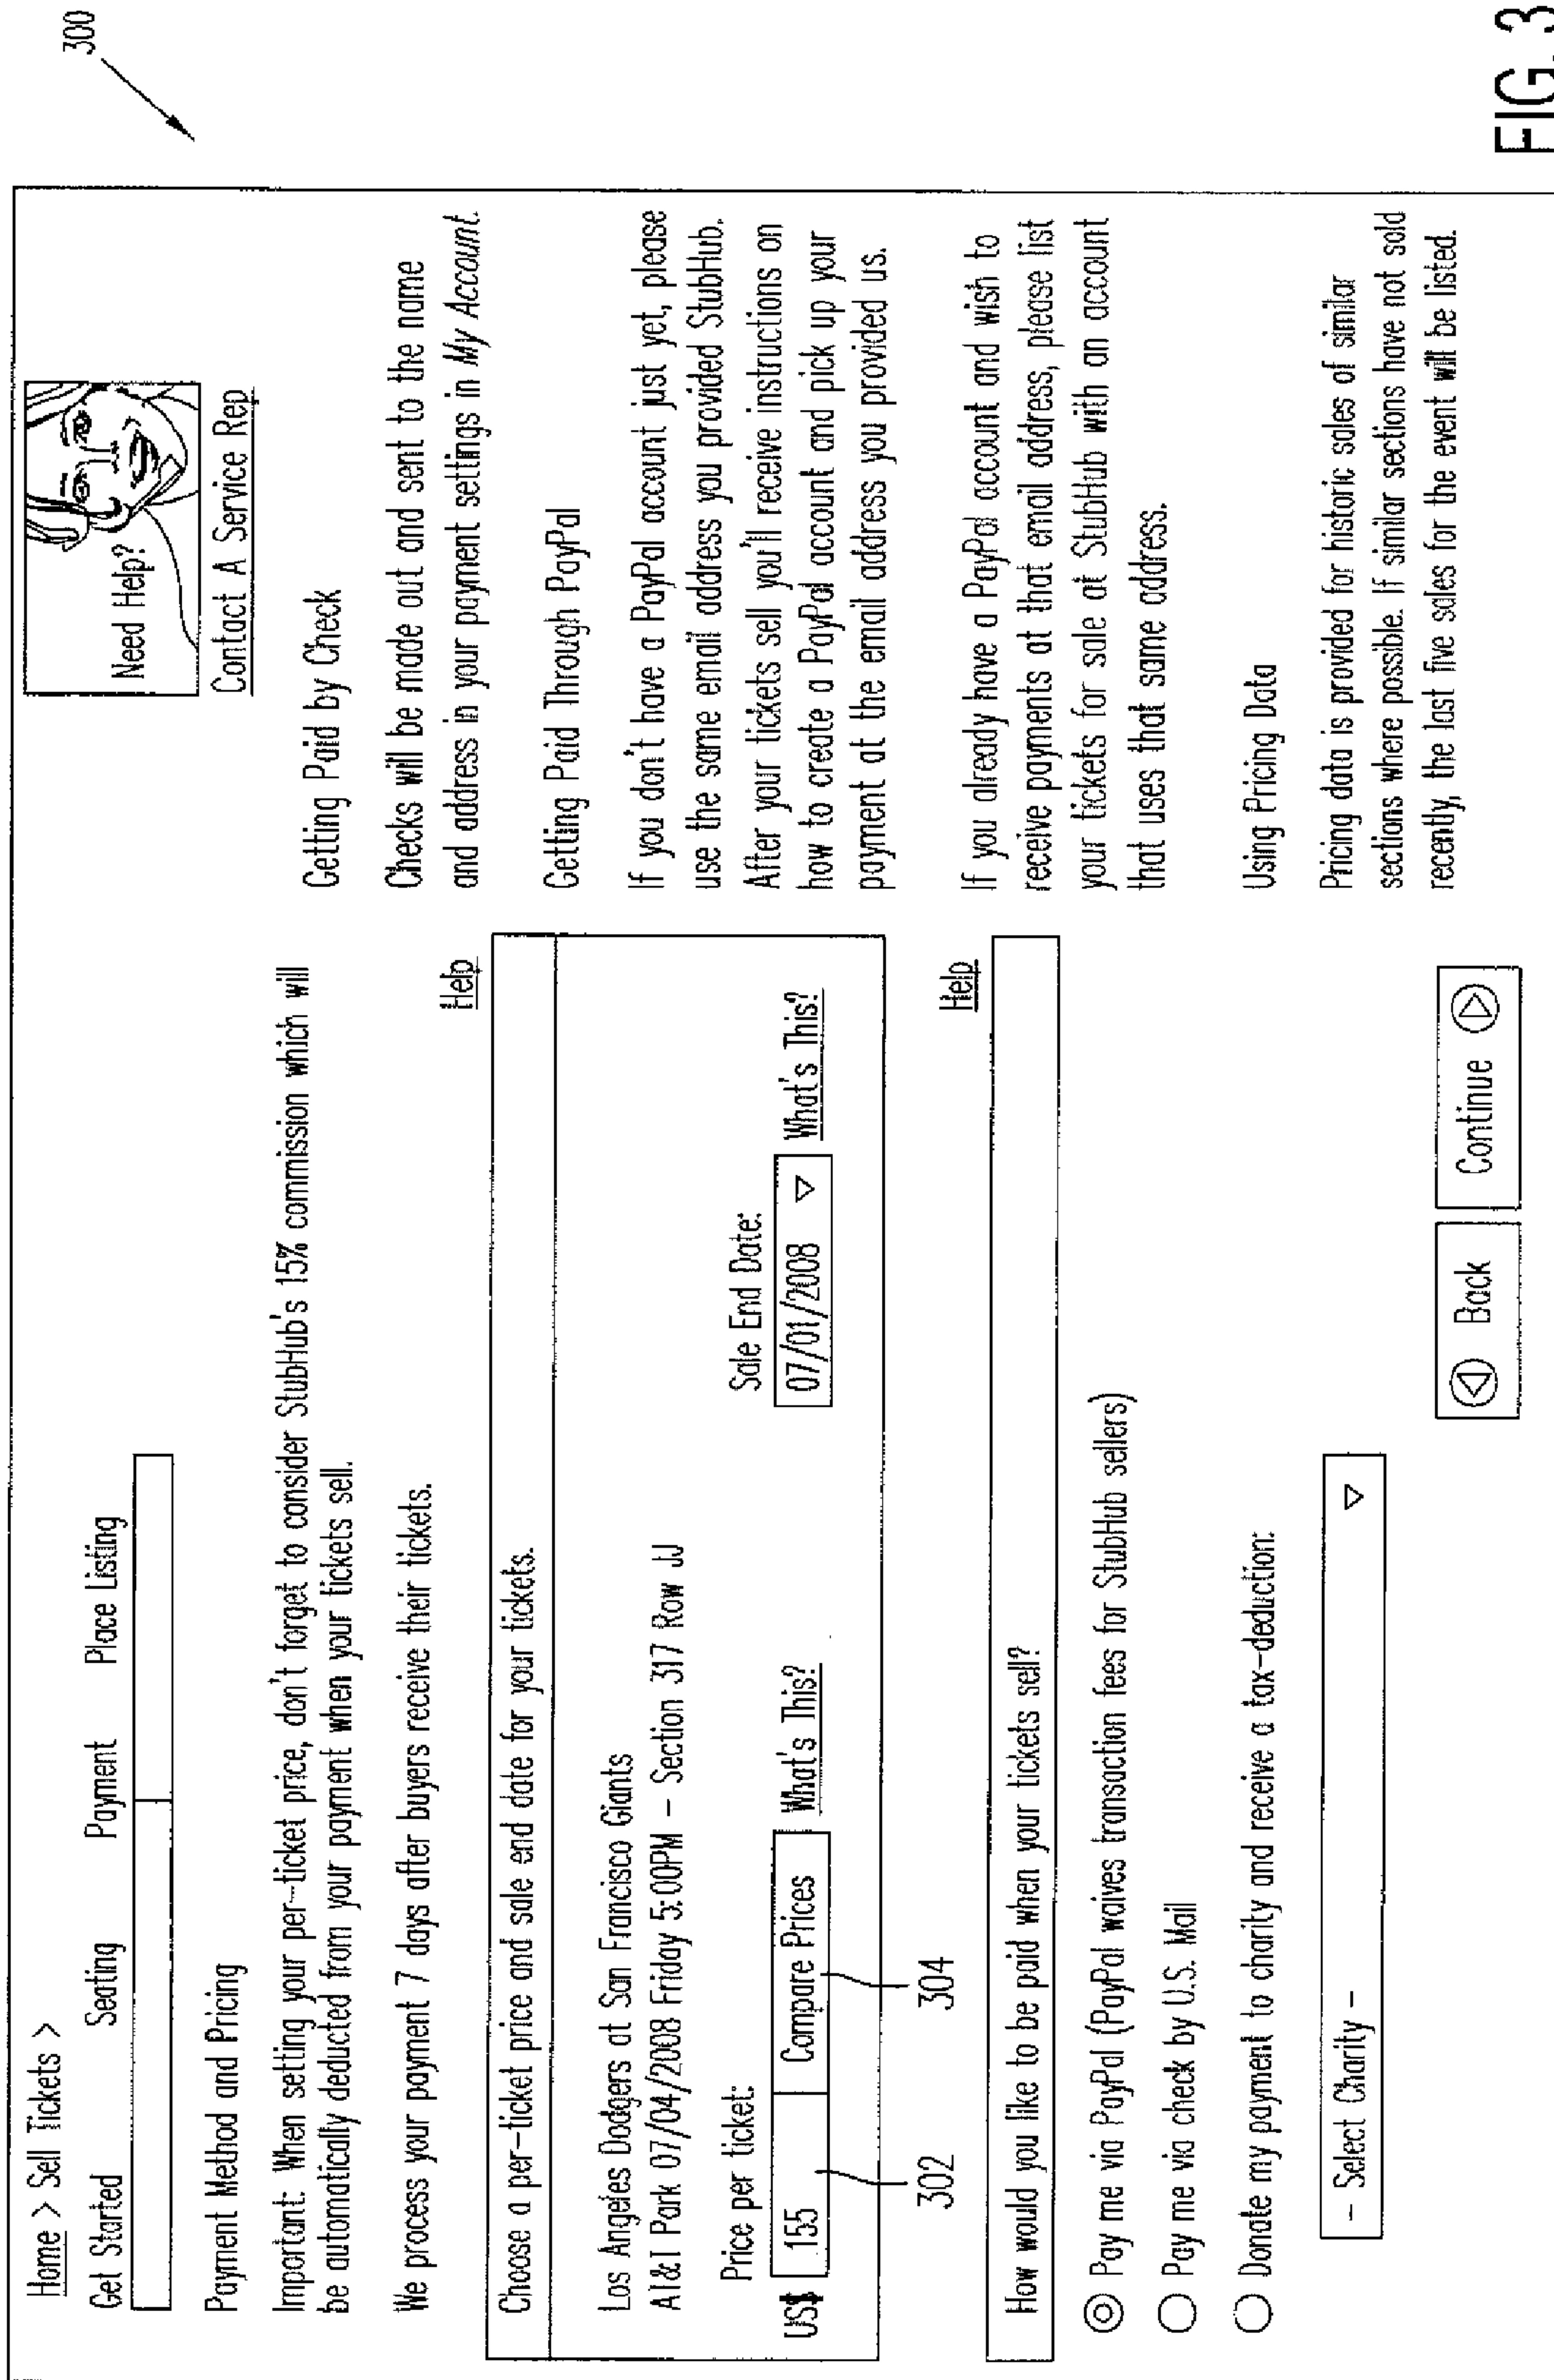 300
Home > Sell Tickets >
Get Started Seating Payment Place Listing
Need Help?
Contact A Service Rep
Payment Method and Pricing
Important: When setting your per-ticket price, don't forget to consider StubHub's 15% commission which will
be automatically deducted from your payment when your tickets sell.
We process your payment 7 days after buyers receive their tickets.
Help
Choose a per-ticket price and sale end date for your tickets.
Los Angeles Dodgers at San Francisco Giants
AT&T Park 07/04/2008 Friday 5:00PM - Section 317 Row JJ
Price per ticket:
Sale End Date:
US$ 155 Compare Prices What's This?
07/01/2008 What's This?
302
304
Help
How would you like to be paid when your tickets sell?
Pay me via PayPal (PayPal waives transaction fees for StubHub sellers)
Pay me via check by U.S. Mail
Donate my payment to charity and receive a tax-deduction:
- Select Charity -
Back
Continue
Getting Paid by Check
Checks will be made out and sent to the name
and address in your payment settings in My Account.
Getting Paid Through PayPal
If you don't have a PayPal account just yet, please
use the same email address you provided StubHub.
After your tickets sell you'll receive instructions on
how to create a PayPal account and pick up your
payment at the email address you provided us.
If you already have a PayPal account and wish to
receive payments at that email address, please list
your tickets for sale at StubHub with an account
that uses that same address.
Using Pricing Data
Pricing data is provided for historic sales of similar
sections where possible. If similar sections have not sold
recently, the last five sales for the event will be listed.
FIG. 3